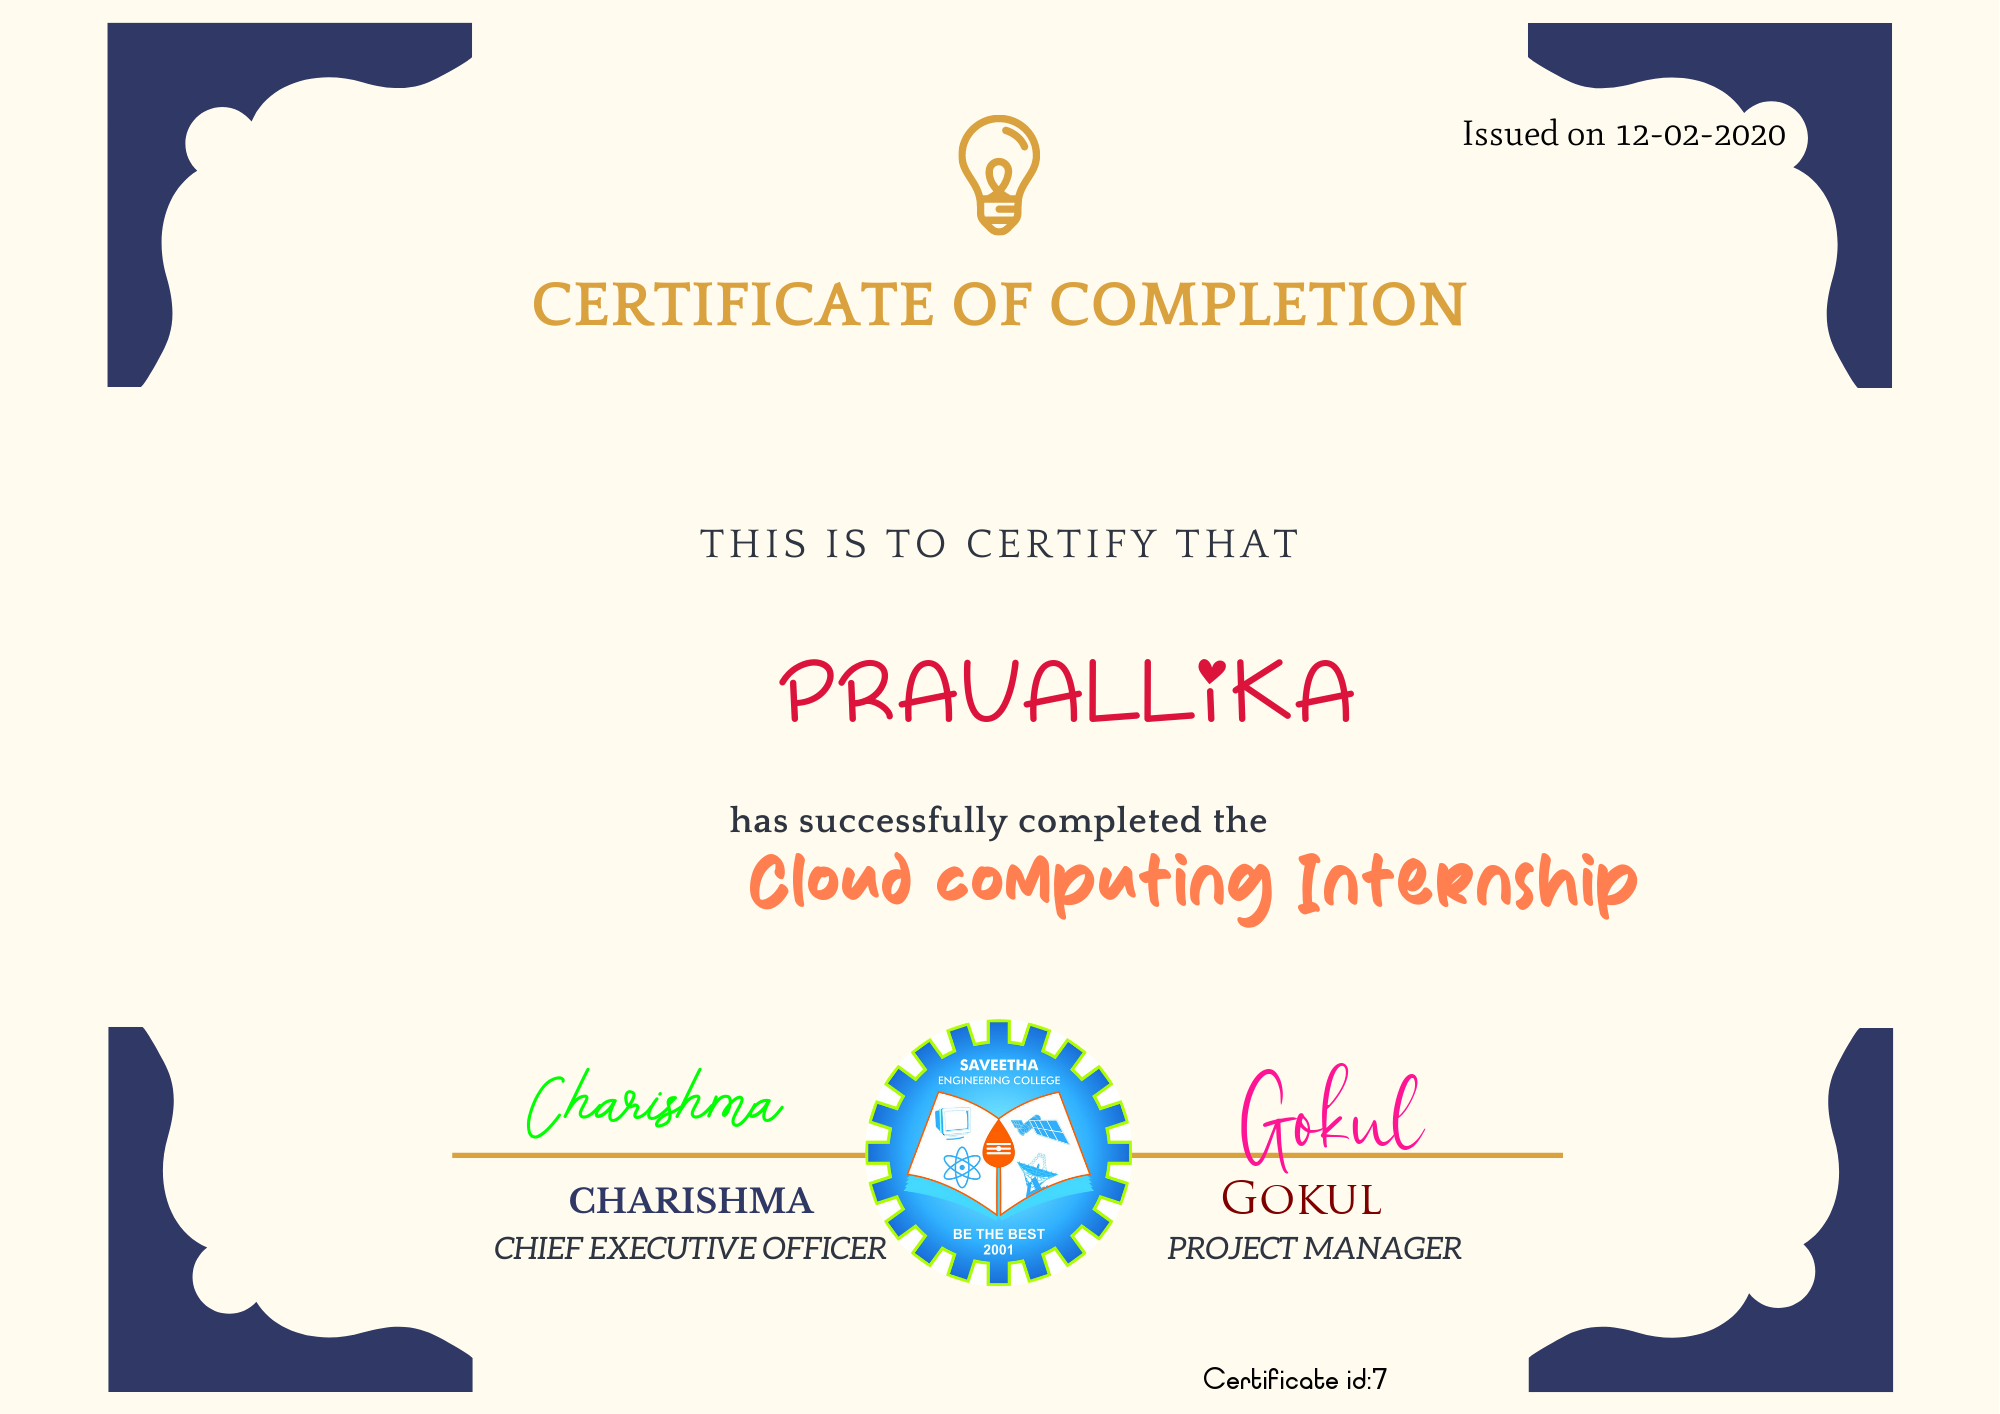 Issued on 12-02-2020
CERTIFICATE OF COMPLETION
THIS IS TO CERTIFY THAT
PRAVALLiKA
has successfully completed the
Cloud computing Internship
Charishma
CHARISHMA
CHIEF EXECUTIVE OFFICER
SAVEETHA
ENGINEERING COLLEGE
BE THE BEST
2001
Gokul
GOKUL
PROJECT MANAGER
Certificate id:7